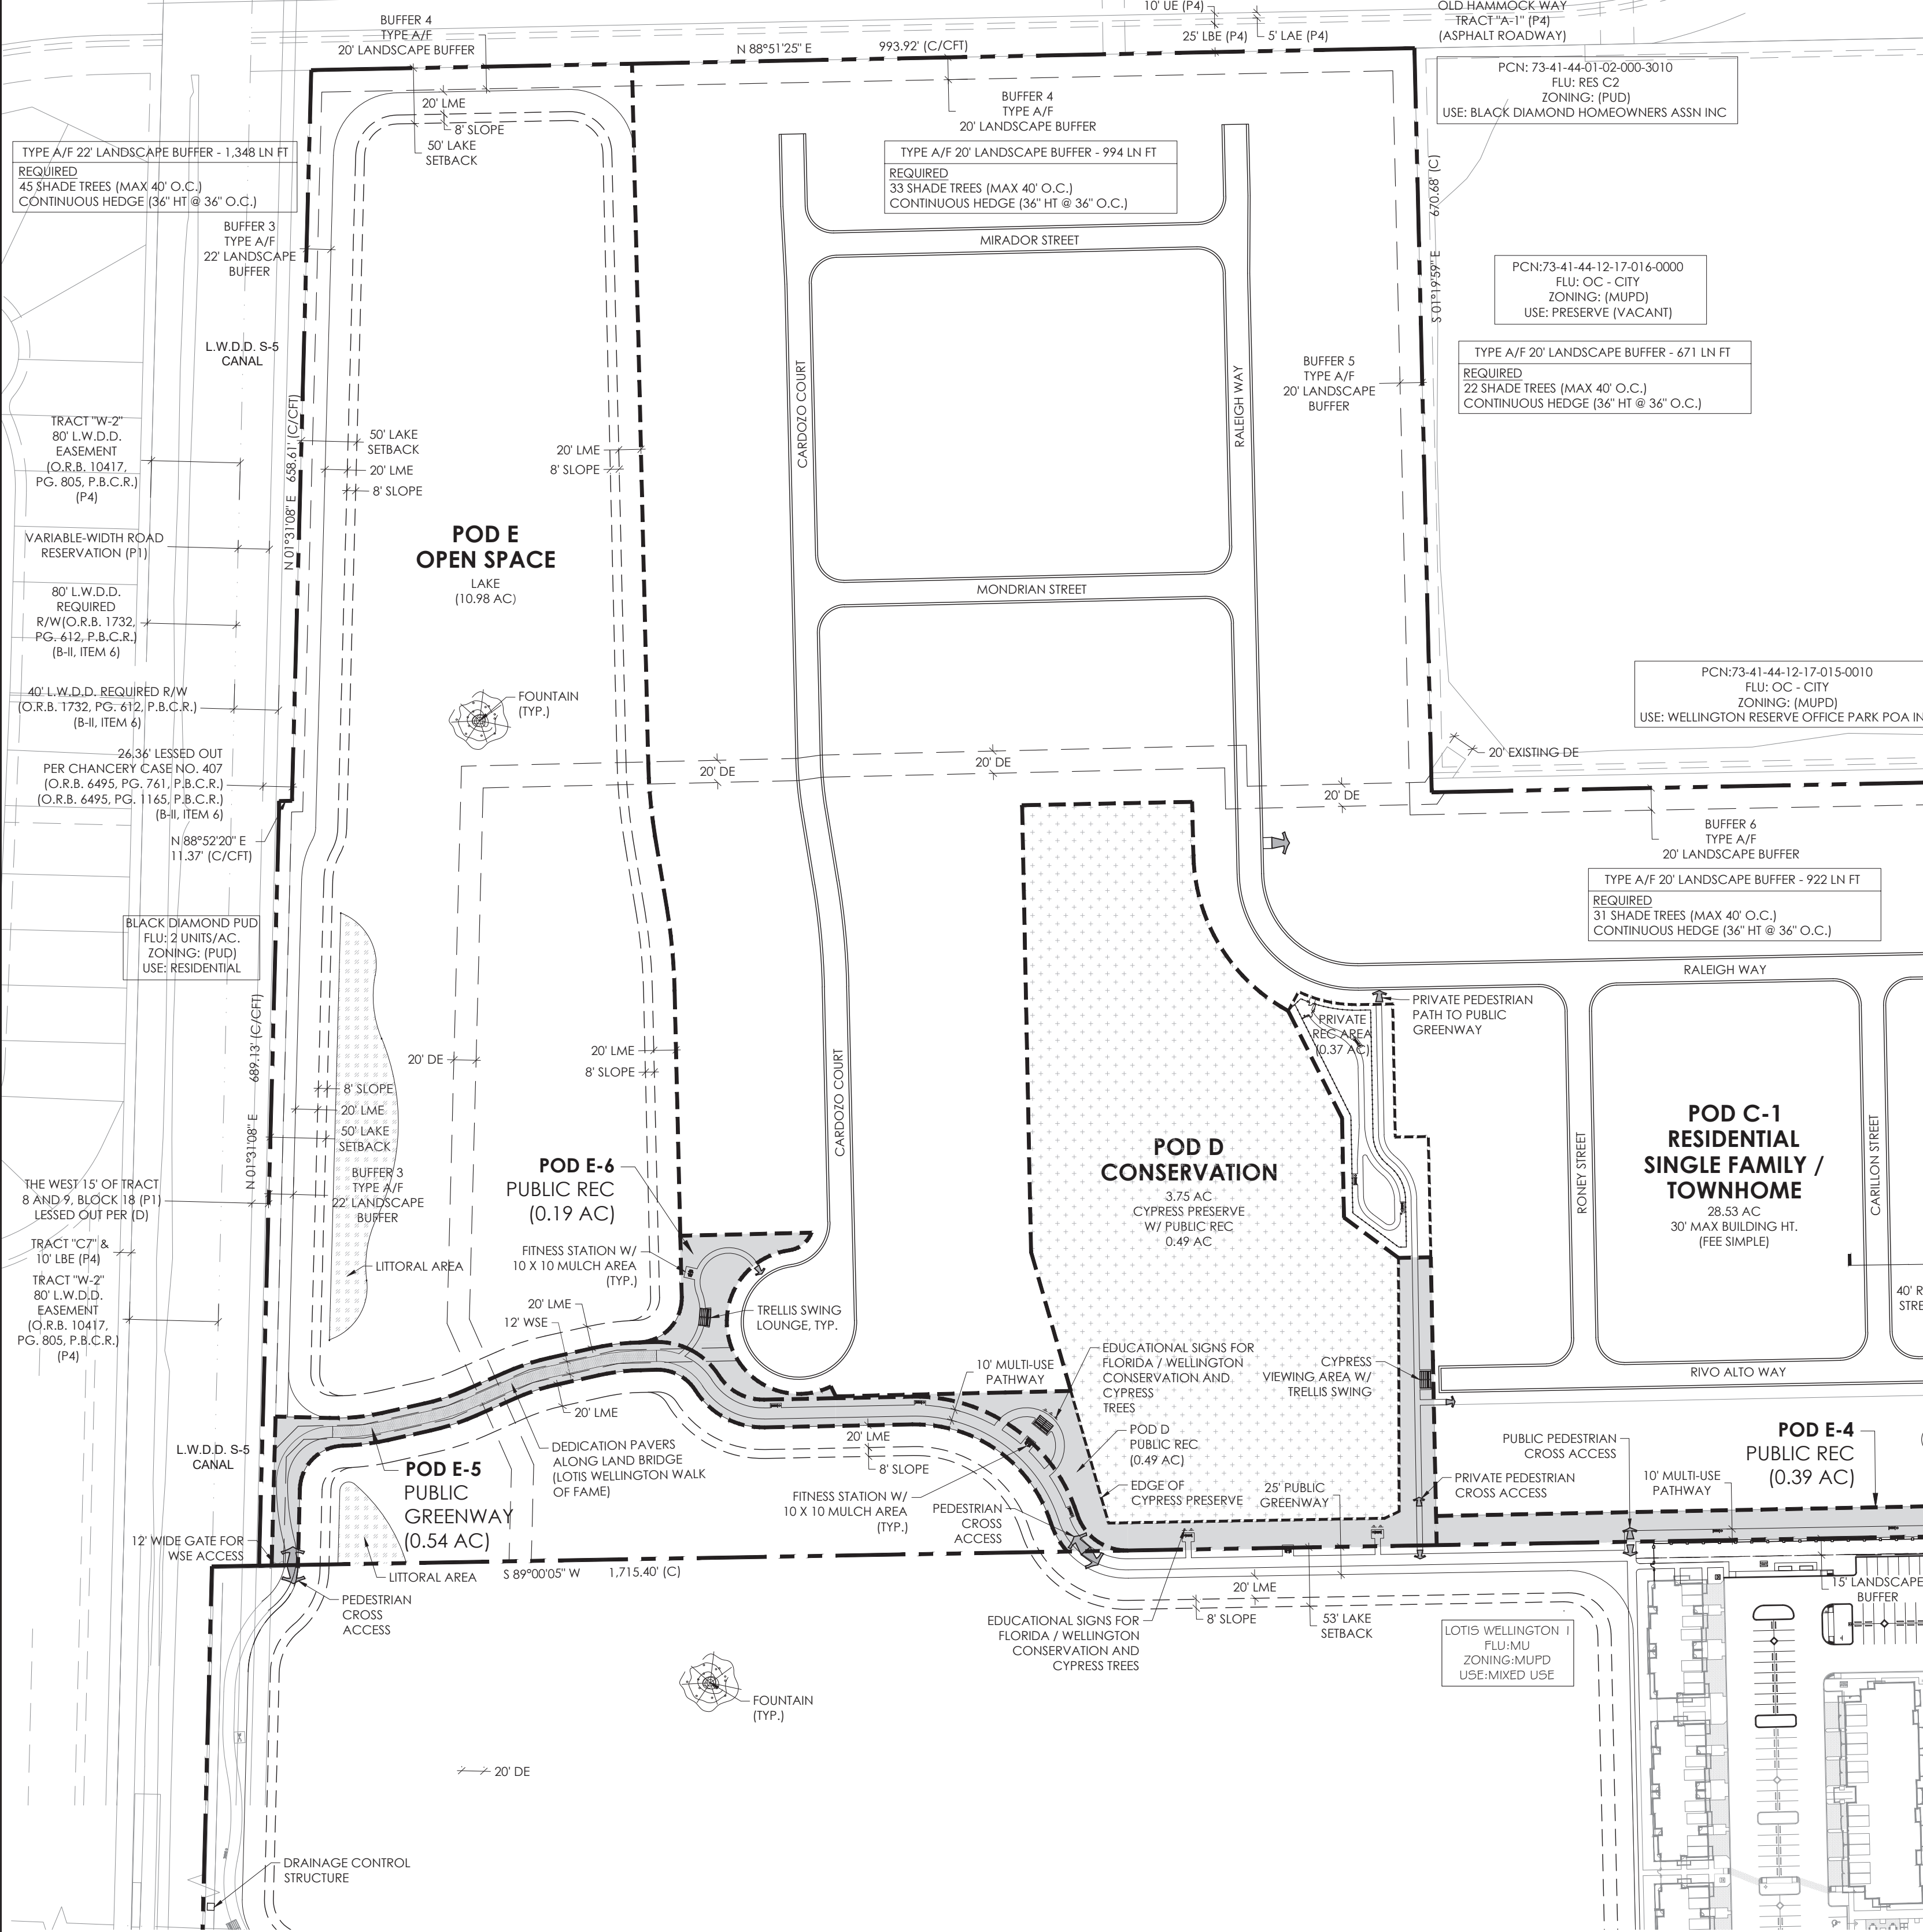 BUFFER 4
TYPE A/F
20' LANDSCAPE BUFFER
N 88°51'25" E 993.92' (C/CFT)
10' UE (P4)
25' LBE (P4)
5' LAE (P4)
OLD HAMMOCK WAY
TRACT "A-1" (P4)
(ASPHALT ROADWAY)
PCN: 73-41-44-01-02-000-3010
FLU: RES C2
ZONING: (PUD)
USE: BLACK DIAMOND HOMEOWNERS ASSN INC
20' LME
8' SLOPE
50' LAKE
SETBACK
BUFFER 4
TYPE A/F
20' LANDSCAPE BUFFER
TYPE A/F 22' LANDSCAPE BUFFER - 1,348 LN FT
REQUIRED
45 SHADE TREES (MAX 40' O.C.)
CONTINUOUS HEDGE (36" HT @ 36" O.C.)
TYPE A/F 20' LANDSCAPE BUFFER - 994 LN FT
REQUIRED
33 SHADE TREES (MAX 40' O.C.)
CONTINUOUS HEDGE (36" HT @ 36" O.C.)
BUFFER 3
TYPE A/F
22' LANDSCAPE
BUFFER
MIRADOR STREET
S 01°19'59" E 670.68' (C)
PCN:73-41-44-12-17-016-0000
FLU: OC - CITY
ZONING: (MUPD)
USE: PRESERVE (VACANT)
L.W.D.D. S-5
CANAL
TYPE A/F 20' LANDSCAPE BUFFER - 671 LN FT
REQUIRED
22 SHADE TREES (MAX 40' O.C.)
CONTINUOUS HEDGE (36" HT @ 36" O.C.)
BUFFER 5
TYPE A/F
20' LANDSCAPE
BUFFER
CARDOZO COURT
RALEIGH WAY
TRACT "W-2"
80' L.W.D.D.
EASEMENT
(O.R.B. 10417,
PG. 805, P.B.C.R.)
(P4)
N 01°31'08" E 658.61' (C/CFT)
50' LAKE
SETBACK
20' LME
8' SLOPE
20' LME
8' SLOPE
VARIABLE-WIDTH ROAD
RESERVATION (P1)
POD E
OPEN SPACE
LAKE
(10.98 AC)
80' L.W.D.D.
REQUIRED
R/W(O.R.B. 1732,
PG. 612, P.B.C.R.)
(B-II, ITEM 6)
MONDRIAN STREET
40' L.W.D.D. REQUIRED R/W
(O.R.B. 1732, PG. 612, P.B.C.R.)
(B-II, ITEM 6)
FOUNTAIN
(TYP.)
PCN:73-41-44-12-17-015-0010
FLU: OC - CITY
ZONING: (MUPD)
USE: WELLINGTON RESERVE OFFICE PARK POA IN
26.36' LESSED OUT
PER CHANCERY CASE NO. 407
(O.R.B. 6495, PG. 761, P.B.C.R.)
(O.R.B. 6495, PG. 1165, P.B.C.R.)
(B-II, ITEM 6)
20' DE
20' DE
20' EXISTING DE
20' DE
N 88°52'20" E
11.37' (C/CFT)
BUFFER 6
TYPE A/F
20' LANDSCAPE BUFFER
TYPE A/F 20' LANDSCAPE BUFFER - 922 LN FT
REQUIRED
31 SHADE TREES (MAX 40' O.C.)
CONTINUOUS HEDGE (36" HT @ 36" O.C.)
BLACK DIAMOND PUD
FLU: 2 UNITS/AC.
ZONING: (PUD)
USE: RESIDENTIAL
RALEIGH WAY
N 01°31'08" E 689.13' (C/CFT)
PRIVATE
REC AREA
(0.37 AC)
PRIVATE PEDESTRIAN
PATH TO PUBLIC
GREENWAY
20' DE
20' LME
8' SLOPE
CARDOZO COURT
8' SLOPE
20' LME
50' LAKE
SETBACK
BUFFER 3
TYPE A/F
22' LANDSCAPE
BUFFER
POD E-6
PUBLIC REC
(0.19 AC)
POD D
CONSERVATION
3.75 AC
CYPRESS PRESERVE
W/ PUBLIC REC
0.49 AC
RONEY STREET
POD C-1
RESIDENTIAL
SINGLE FAMILY /
TOWNHOME
28.53 AC
30' MAX BUILDING HT.
(FEE SIMPLE)
CARILLON STREET
THE WEST 15' OF TRACT
8 AND 9, BLOCK 18 (P1)
LESSED OUT PER (D)
TRACT "C7" &
10' LBE (P4)
TRACT "W-2"
80' L.W.D.D.
EASEMENT
(O.R.B. 10417,
PG. 805, P.B.C.R.)
(P4)
LITTORAL AREA
FITNESS STATION W/
10 X 10 MULCH AREA
(TYP.)
20' LME
12' WSE
TRELLIS SWING
LOUNGE, TYP.
40' R
STRE
10' MULTI-USE
PATHWAY
EDUCATIONAL SIGNS FOR
FLORIDA / WELLINGTON
CONSERVATION AND
CYPRESS
TREES
CYPRESS
VIEWING AREA W/
TRELLIS SWING
RIVO ALTO WAY
20' LME
20' LME
8' SLOPE
POD D
PUBLIC REC
(0.49 AC)
POD E-4
PUBLIC REC
(0.39 AC)
PUBLIC PEDESTRIAN
CROSS ACCESS
L.W.D.D. S-5
CANAL
DEDICATION PAVERS
ALONG LAND BRIDGE
(LOTIS WELLINGTON WALK
OF FAME)
POD E-5
PUBLIC
GREENWAY
(0.54 AC)
FITNESS STATION W/
10 X 10 MULCH AREA
(TYP.)
EDGE OF
CYPRESS PRESERVE
25' PUBLIC
GREENWAY
PRIVATE PEDESTRIAN
CROSS ACCESS
10' MULTI-USE
PATHWAY
PEDESTRIAN
CROSS
ACCESS
12' WIDE GATE FOR
WSE ACCESS
LITTORAL AREA
S 89°00'05" W 1,715.40' (C)
PEDESTRIAN
CROSS
ACCESS
15' LANDSCAPE
BUFFER
20' LME
8' SLOPE
53' LAKE
SETBACK
EDUCATIONAL SIGNS FOR
FLORIDA / WELLINGTON
CONSERVATION AND
CYPRESS TREES
LOTIS WELLINGTON 1
FLU:MU
ZONING:MUPD
USE:MIXED USE
FOUNTAIN
(TYP.)
20' DE
DRAINAGE CONTROL
STRUCTURE